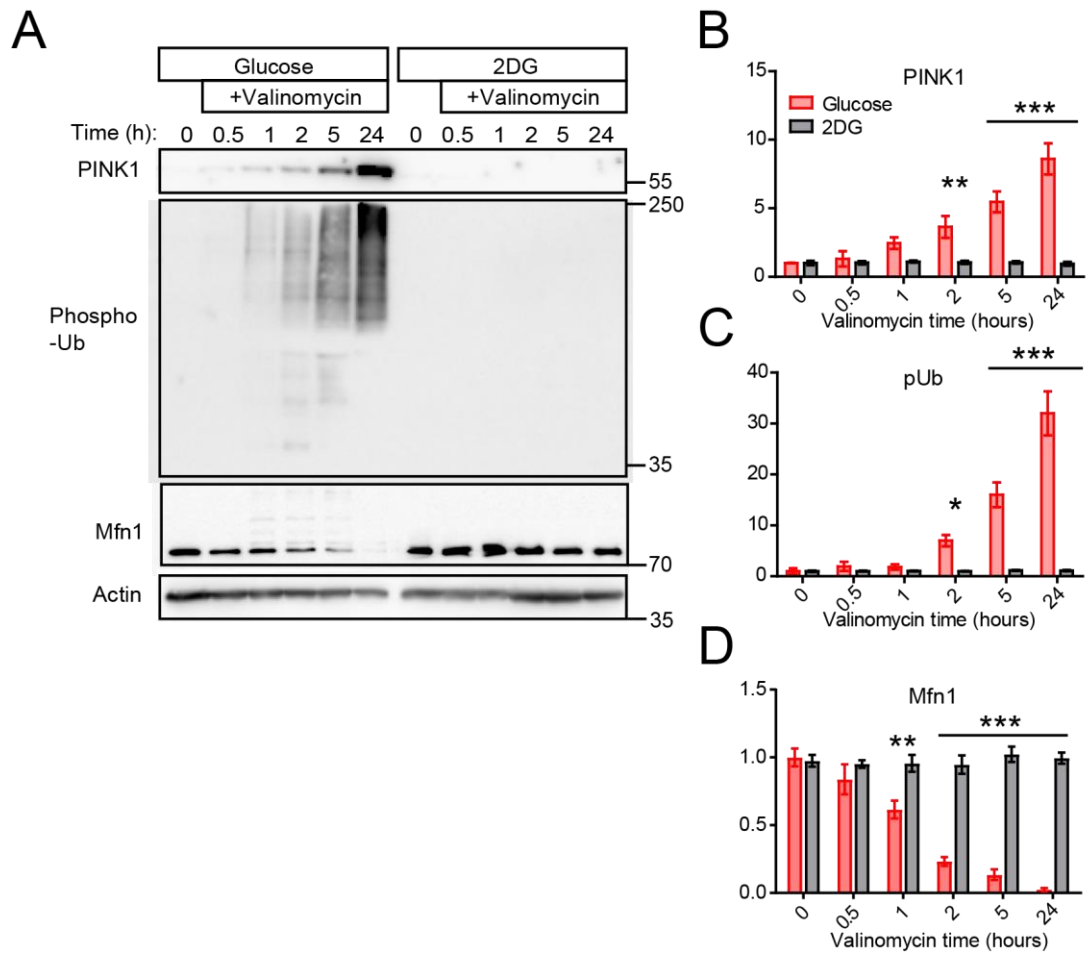 A
Glucose 2DG
+Valinomycin +Valinomycin
Time (h): 0 0.5 1 2 5 24 0 0.5 1 2 5 24
PINK1
55
250
Phospho
-Ub
35
Mfn1
70
Actin
35
B
PINK1
15
10
5
0
Glucose
2DG
**
***
0 0.5 1 2 5 24
Valinomycin time (hours)
C
pUb
40
30
20
10
0
*
***
0 0.5 1 2 5 24
Valinomycin time (hours)
D
Mfn1
1.5
1.0
0.5
0.0
**
***
0 0.5 1 2 5 24
Valinomycin time (hours)